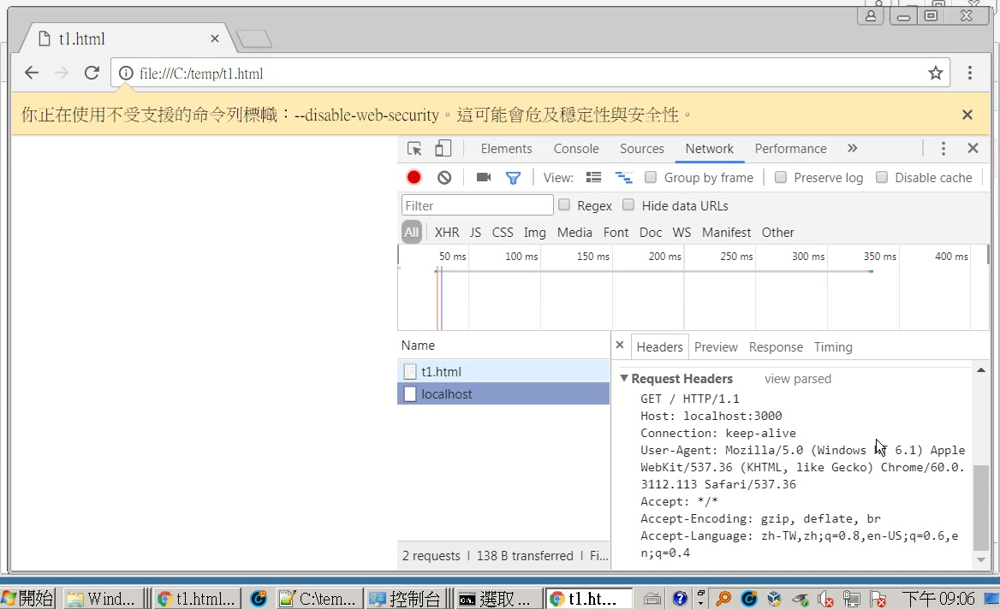 t1.html
file:///C:/temp/t1.html
你正在使用不受支援的命令列標幟：--disable-web-security。這可能會危及穩定性與安全性。
Elements Console Sources Network Performance »
View: Group by frame Preserve log Disable cache
Filter Regex Hide data URLs
All XHR JS CSS Img Media Font Doc WS Manifest Other
50 ms 100 ms 150 ms 200 ms 250 ms 300 ms 350 ms 400 ms
Name
t1.html
localhost
2 requests | 138 B transferred | Fi...
Headers Preview Response Timing
Request Headers view parsed
GET / HTTP/1.1
Host: localhost:3000
Connection: keep-alive
User-Agent: Mozilla/5.0 (Windows NT 6.1) Apple
WebKit/537.36 (KHTML, like Gecko) Chrome/60.0.
3112.113 Safari/537.36
Accept: */*
Accept-Encoding: gzip, deflate, br
Accept-Language: zh-TW,zh;q=0.8,en-US;q=0.6,e
n;q=0.4
開始 Wind... t1.html... C:\tem... 控制台 選取 ... t1.ht... 下午 09:06